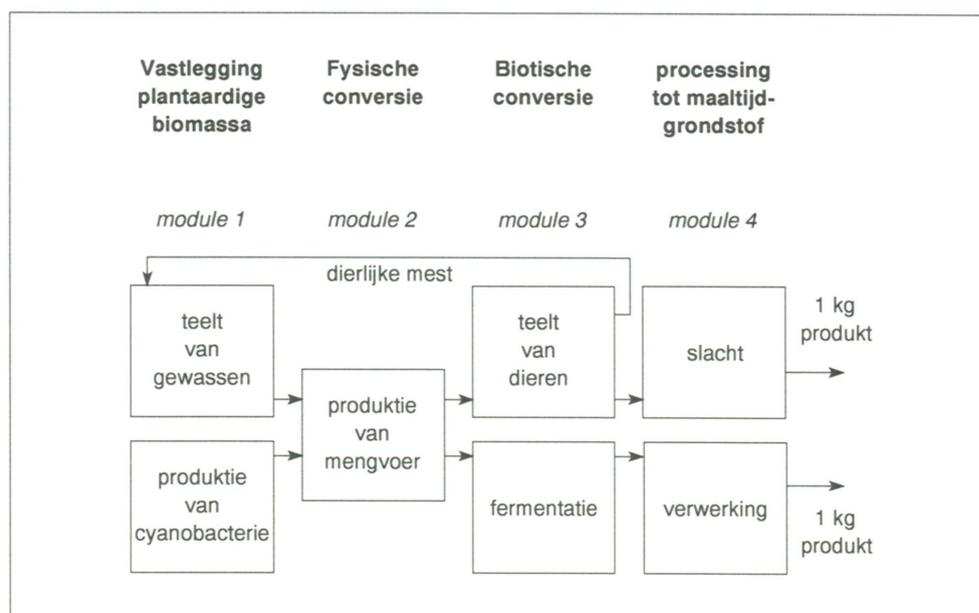 Vastlegging
plantaardige
biomassa
Fysische
conversie
Biotische
conversie
processing
tot maaltijd-
grondstof
module 1
module 2
module 3
module 4
dierlijke mest
teelt
van
gewassen
produktie
van
mengvoer
teelt
van
dieren
slacht
1 kg
produkt
produktie
van
cyanobacterie
fermentatie
verwerking
1 kg
produkt